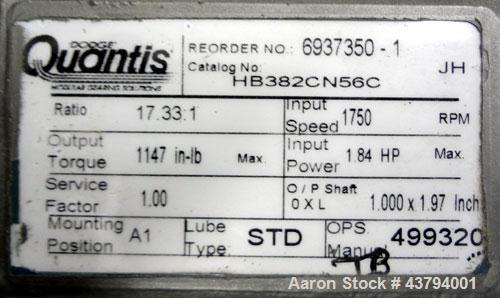 DODGE
Quantis
MODULAR GEARING SOLUTIONS
REORDER NO.: 6937350 - 1
Catalog No: JH
HB382CN56C
Ratio 17.33:1 Input Speed 1750 RPM
Output Torque 1147 in-lb Max. Input Power 1.84 HP Max.
Service Factor 1.00 O / P Shaft O X L 1.000 x 1.97 Inch
Mounting Position A1 Lube Type: STD OPS Manual 499320
TB
Aaron Stock # 43794001